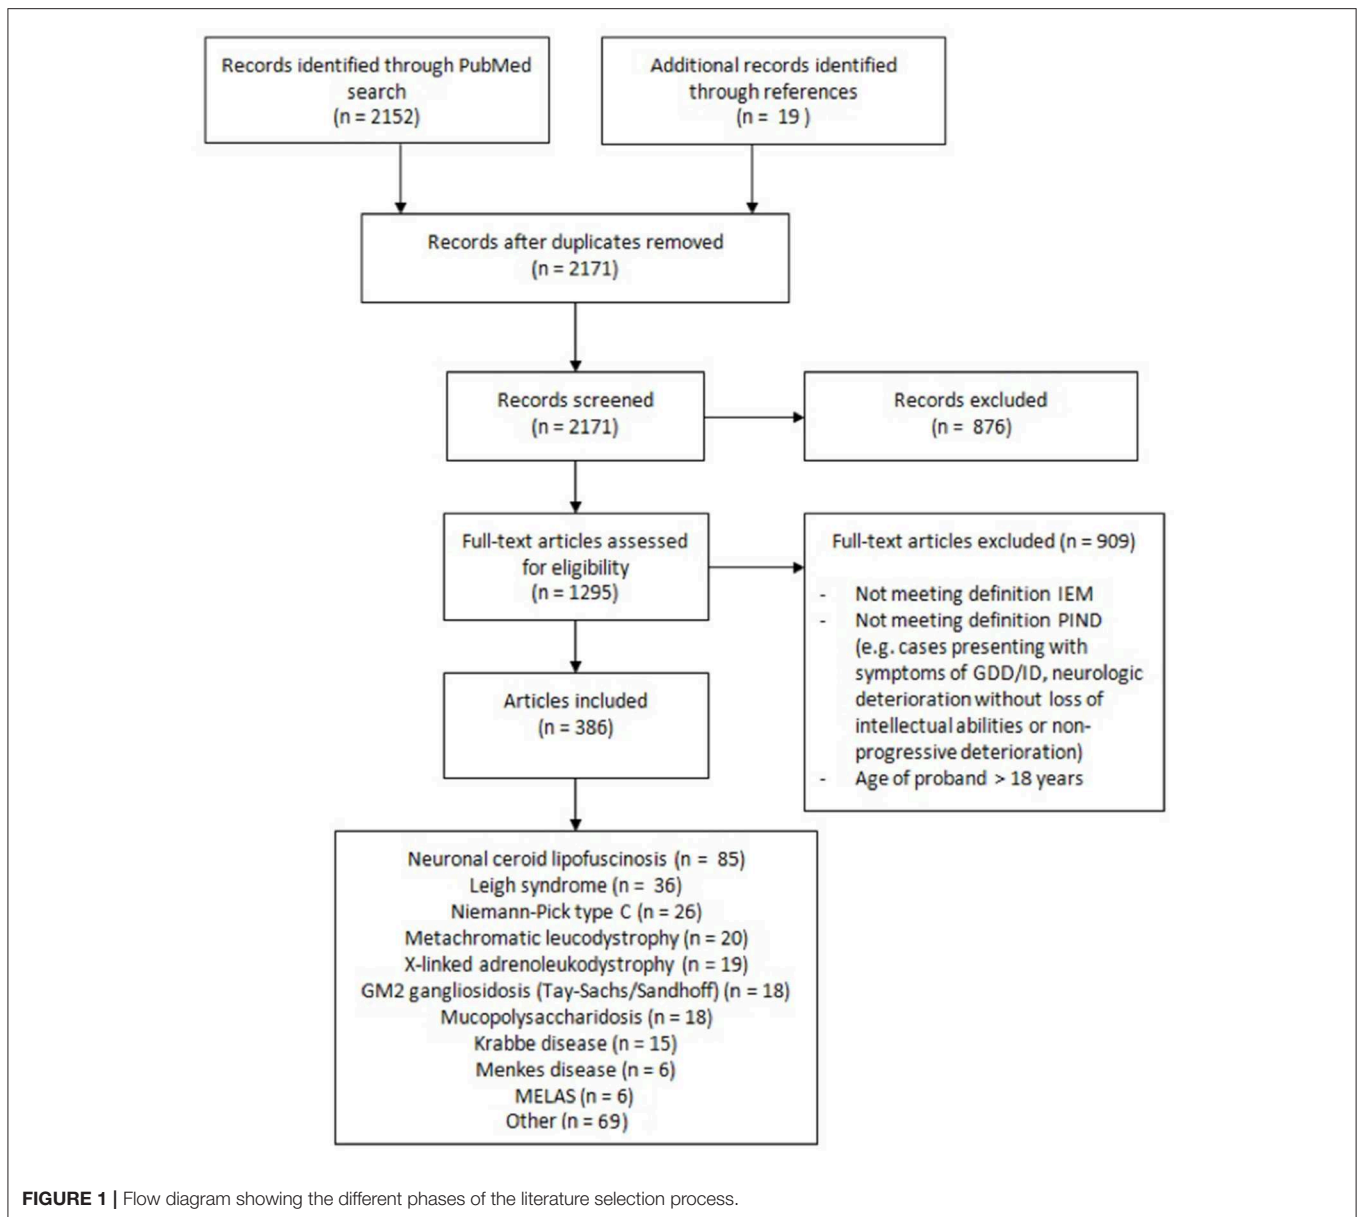 Records identified through PubMed
search
(n = 2152)
Additional records identified
through references
(n = 19 )
Records after duplicates removed
(n = 2171)
Records screened
(n = 2171)
Records excluded
(n = 876)
Full-text articles assessed
for eligibility
(n = 1295)
Full-text articles excluded (n = 909)
- Not meeting definition IEM
- Not meeting definition PIND
(e.g. cases presenting with
symptoms of GDD/ID, neurologic
deterioration without loss of
intellectual abilities or non-
progressive deterioration)
- Age of proband > 18 years
Articles included
(n = 386)
Neuronal ceroid lipofuscinosis (n = 85)
Leigh syndrome (n = 36)
Niemann-Pick type C (n = 26)
Metachromatic leucodystrophy (n = 20)
X-linked adrenoleukodystrophy (n = 19)
GM2 gangliosidosis (Tay-Sachs/Sandhoff) (n = 18)
Mucopolysaccharidosis (n = 18)
Krabbe disease (n = 15)
Menkes disease (n = 6)
MELAS (n = 6)
Other (n = 69)
FIGURE 1 | Flow diagram showing the different phases of the literature selection process.